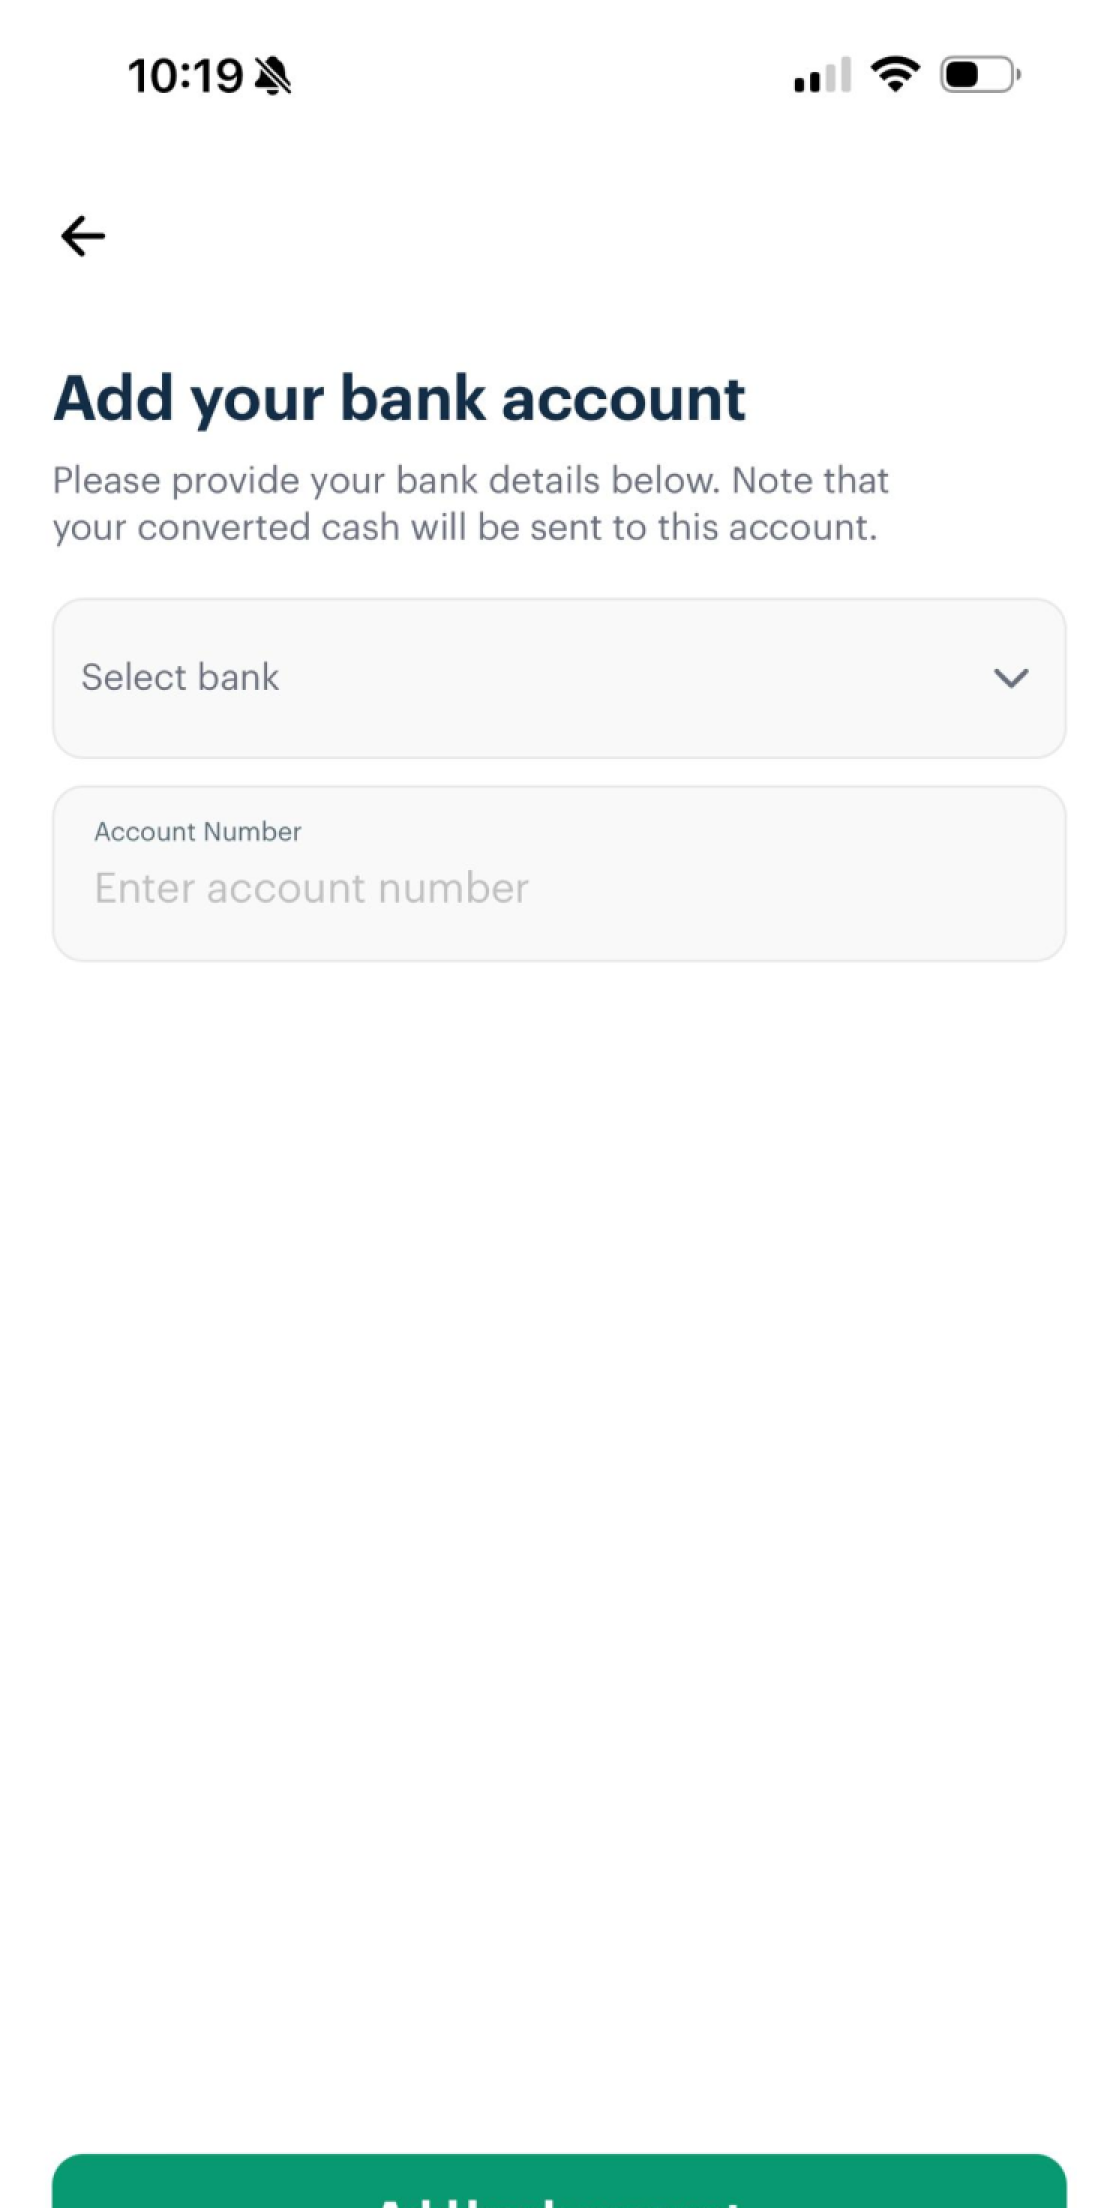 10:19
Add your bank account
Please provide your bank details below. Note that
your converted cash will be sent to this account.
Select bank
Account Number
Enter account number